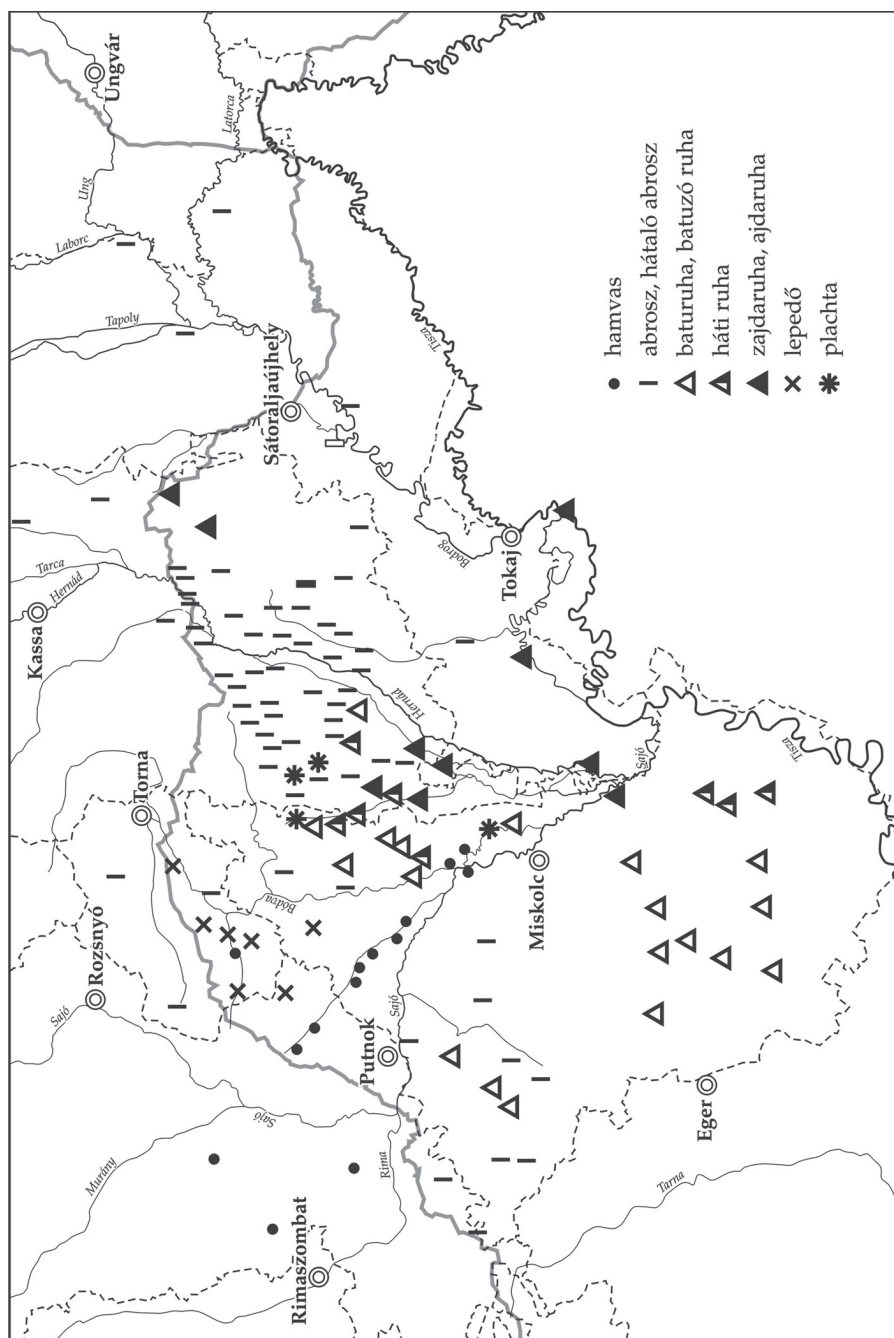 Ungvár
Latorca
Ung
Laborc
Tapoly
Sátoraljaújhely
Tisza
Tarca
Hernád
Kassa
Bodrog
Tokaj
Torna
Hernád
Sajó
Tisza
Rozsnyó
Sajó
Bódva
Miskolc
Sajó
Putnok
Murány
Sajó
Rima
Rimaszombat
Eger
Tarna
hamvas
abrosz, hátaló abrosz
baturuha, batuzó ruha
háti ruha
zajdaruha, ajdaruha
lepedő
plachta